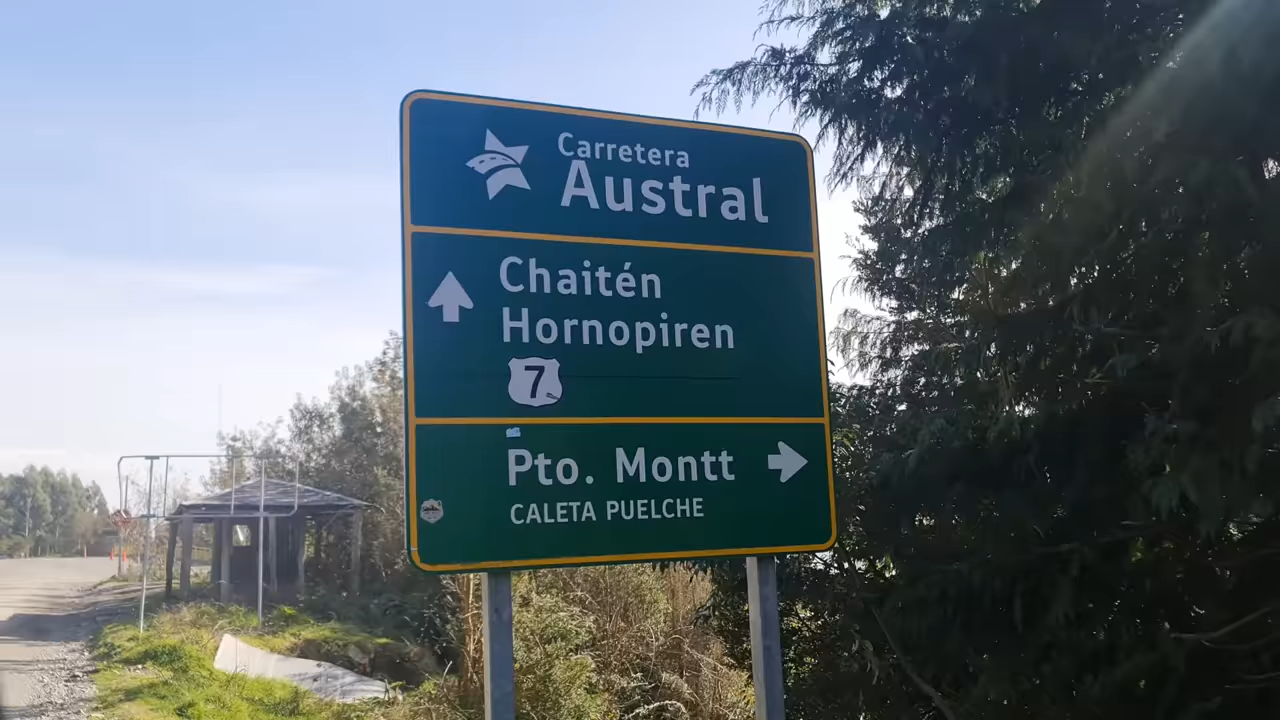 Carretera
Austral
Chaitén
Hornopiren
7
Pto. Montt
CALETA PUELCHE